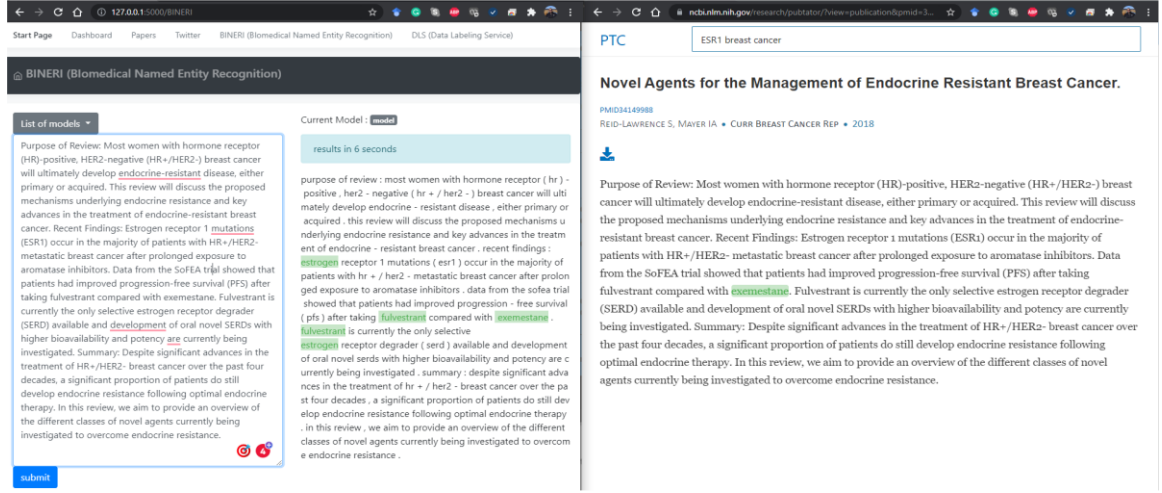 127.0.0.1:5000/BINERI
Start Page Dashboard Papers Twitter BINERI (Biomedical Named Entity Recognition) DLS (Data Labeling Service)
BINERI (BIomedical Named Entity Recognition)
List of models
Purpose of Review: Most women with hormone receptor
(HR)-positive, HER2-negative (HR+/HER2-) breast cancer
will ultimately develop endocrine-resistant disease, either
primary or acquired. This review will discuss the proposed
mechanisms underlying endocrine resistance and key
advances in the treatment of endocrine-resistant breast
cancer. Recent Findings: Estrogen receptor 1 mutations
(ESR1) occur in the majority of patients with HR+/HER2-
metastatic breast cancer after prolonged exposure to
aromatase inhibitors. Data from the SoFEA trial showed that
patients had improved progression-free survival (PFS) after
taking fulvestrant compared with exemestane. Fulvestrant is
currently the only selective estrogen receptor degrader
(SERD) available and development of oral novel SERDs with
higher bioavailability and potency are currently being
investigated. Summary: Despite significant advances in the
treatment of HR+/HER2- breast cancer over the past four
decades, a significant proportion of patients do still
develop endocrine resistance following optimal endocrine
therapy. In this review, we aim to provide an overview of
the different classes of novel agents currently being
investigated to overcome endocrine resistance.
submit
Current Model : model
results in 6 seconds
purpose of review : most women with hormone receptor ( hr ) -
positive , her2 - negative ( hr + / her2 - ) breast cancer will ulti
mately develop endocrine - resistant disease , either primary or
acquired . this review will discuss the proposed mechanisms u
nderlying endocrine resistance and key advances in the treatm
ent of endocrine - resistant breast cancer . recent findings :
estrogen receptor 1 mutations ( esr1 ) occur in the majority of
patients with hr + / her2 - metastatic breast cancer after prolon
ged exposure to aromatase inhibitors . data from the sofea trial
showed that patients had improved progression - free survival
( pfs ) after taking fulvestrant compared with exemestane .
fulvestrant is currently the only selective
estrogen receptor degrader ( serd ) available and development
of oral novel serds with higher bioavailability and potency are c
urrently being investigated . summary : despite significant adva
nces in the treatment of hr + / her2 - breast cancer over the pa
st four decades , a significant proportion of patients do still dev
elop endocrine resistance following optimal endocrine therapy
. in this review , we aim to provide an overview of the different
classes of novel agents currently being investigated to overcom
e endocrine resistance .
ncbi.nlm.nih.gov/research/pubtator/?view=publication&pmid=3...
PTC ESR1 breast cancer
Novel Agents for the Management of Endocrine Resistant Breast Cancer.
PMID34149988
REID-LAWRENCE S, MAYER IA • CURR BREAST CANCER REP • 2018
Purpose of Review: Most women with hormone receptor (HR)-positive, HER2-negative (HR+/HER2-) breast
cancer will ultimately develop endocrine-resistant disease, either primary or acquired. This review will discuss
the proposed mechanisms underlying endocrine resistance and key advances in the treatment of endocrine-
resistant breast cancer. Recent Findings: Estrogen receptor 1 mutations (ESR1) occur in the majority of
patients with HR+/HER2- metastatic breast cancer after prolonged exposure to aromatase inhibitors. Data
from the SoFEA trial showed that patients had improved progression-free survival (PFS) after taking
fulvestrant compared with exemestane. Fulvestrant is currently the only selective estrogen receptor degrader
(SERD) available and development of oral novel SERDs with higher bioavailability and potency are currently
being investigated. Summary: Despite significant advances in the treatment of HR+/HER2- breast cancer over
the past four decades, a significant proportion of patients do still develop endocrine resistance following
optimal endocrine therapy. In this review, we aim to provide an overview of the different classes of novel
agents currently being investigated to overcome endocrine resistance.